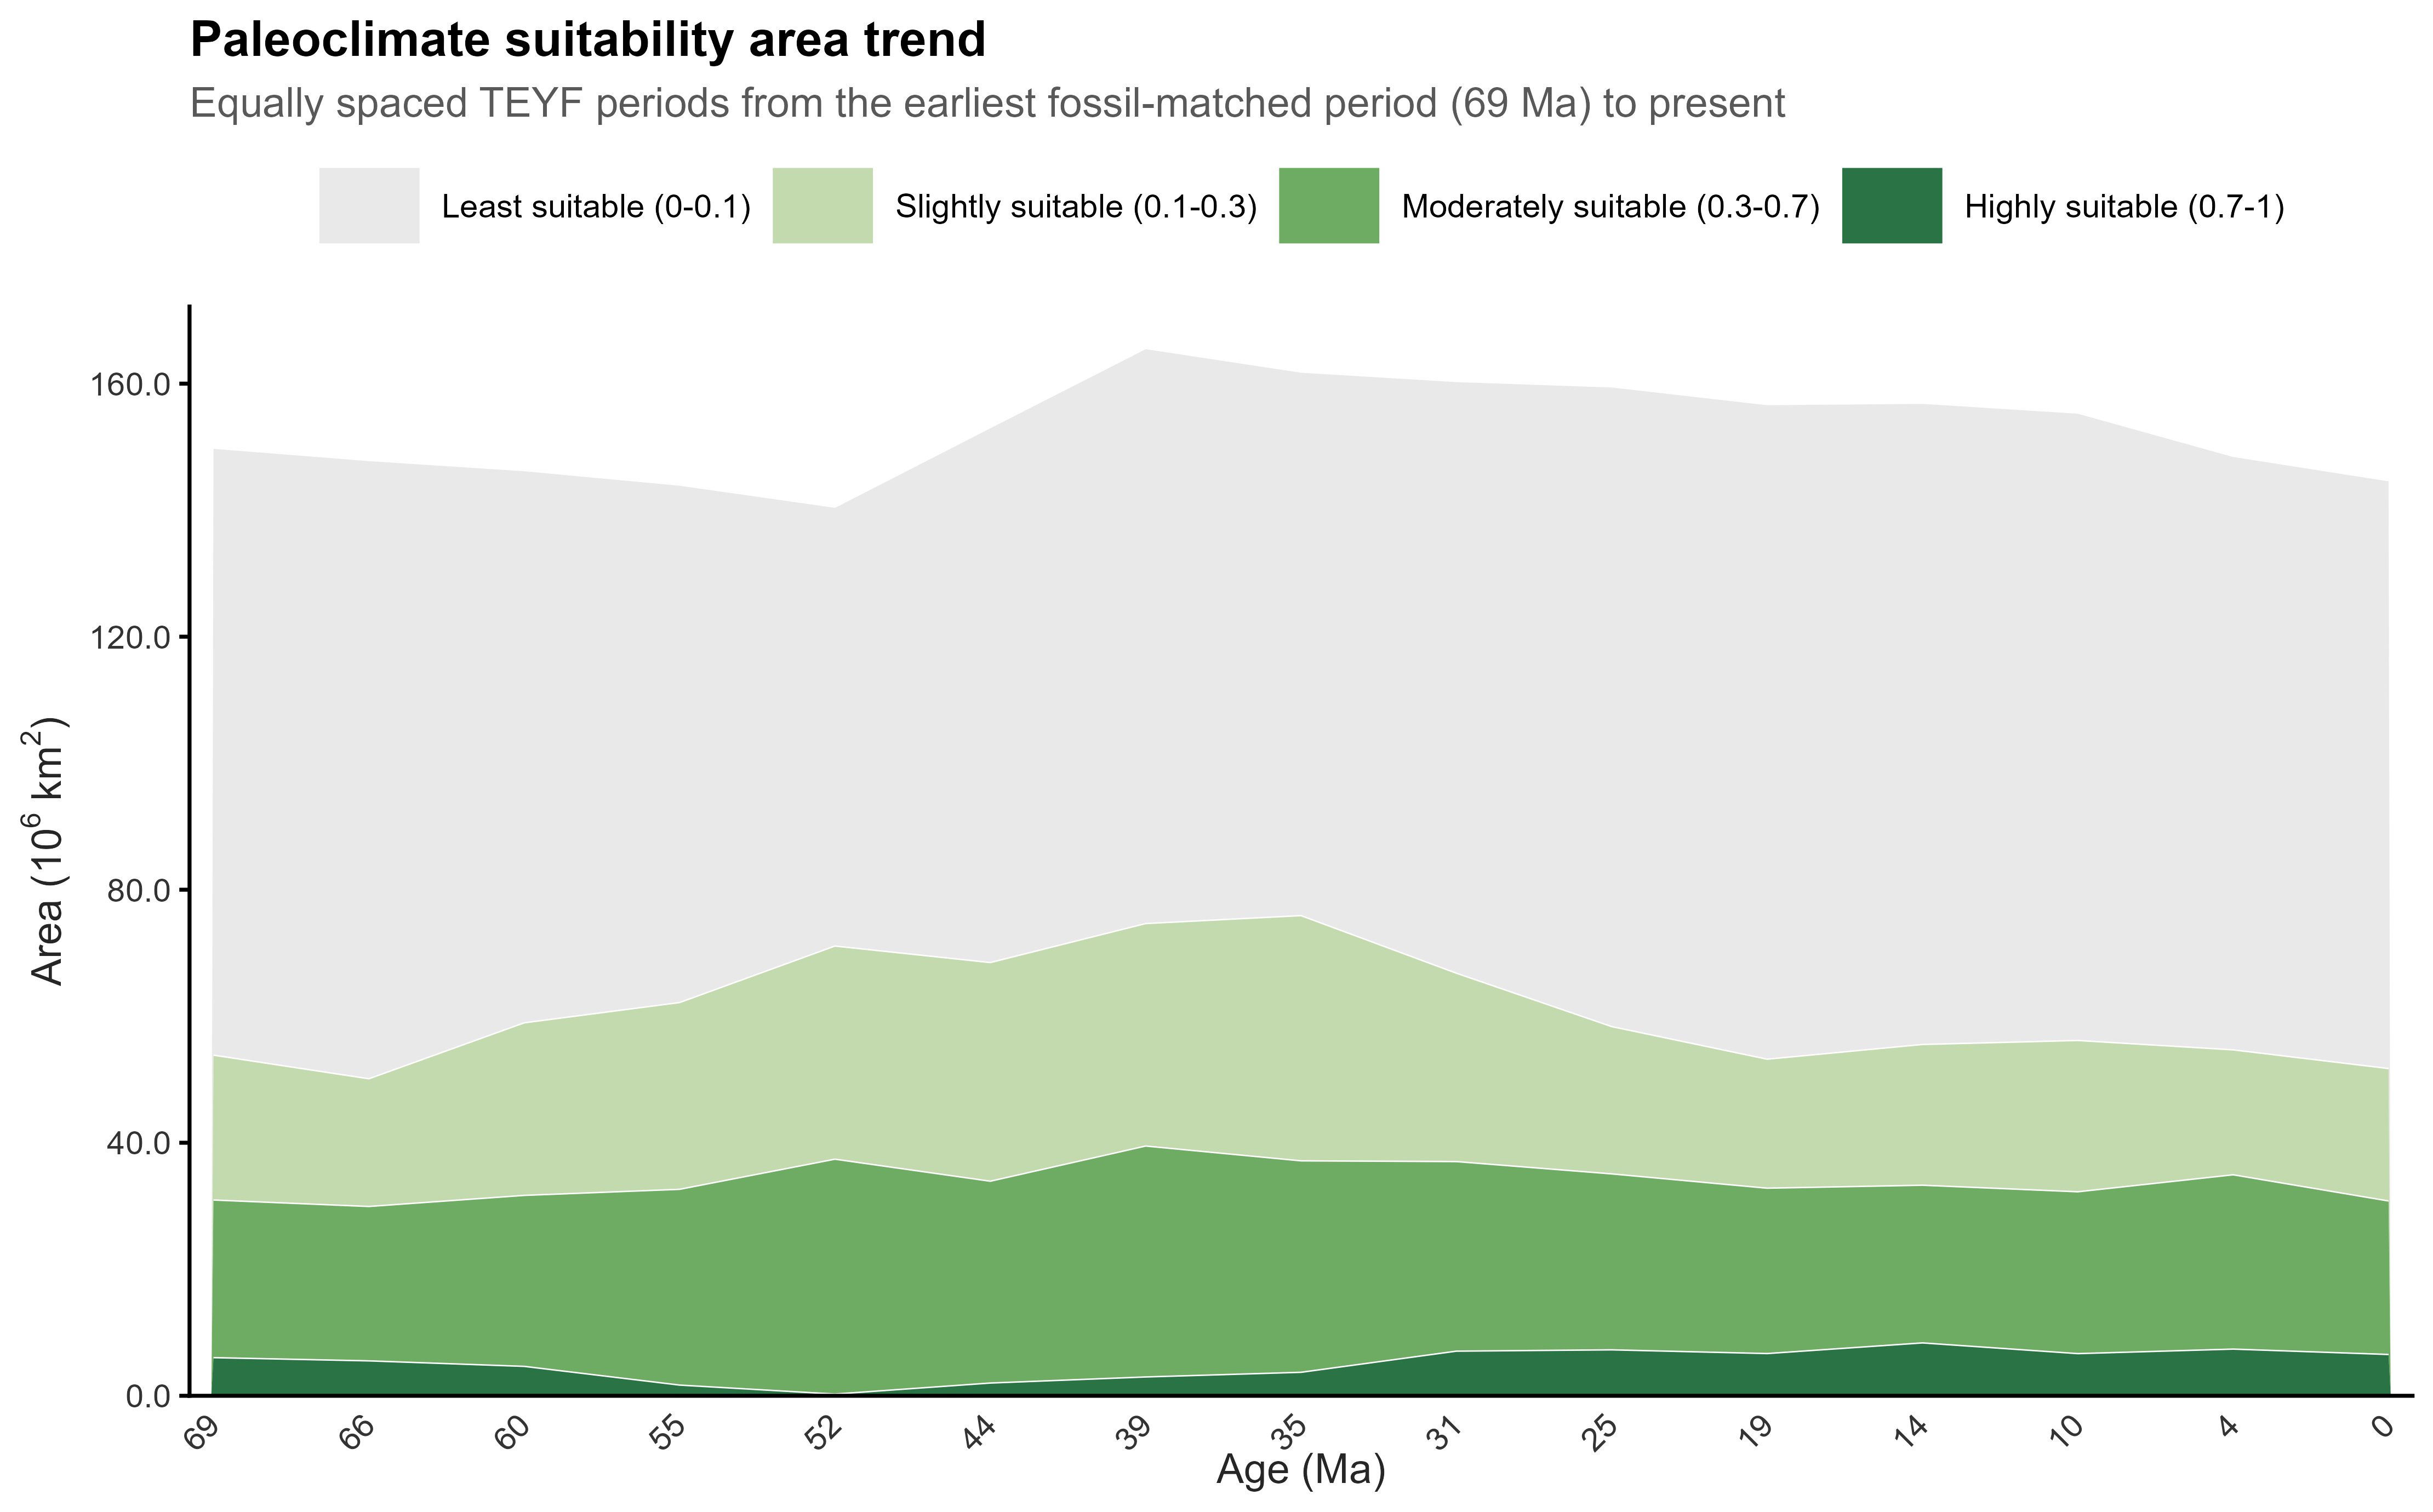 Paleoclimate suitability area trend
Equally spaced TEYF periods from the earliest fossil-matched period (69 Ma) to present
Least suitable (0-0.1) Slightly suitable (0.1-0.3) Moderately suitable (0.3-0.7) Highly suitable (0.7-1)
Area (10⁶ km²)
160.0
120.0
80.0
40.0
0.0
69 66 60 55 52 44 39 35 31 25 19 14 10 4 0
Age (Ma)